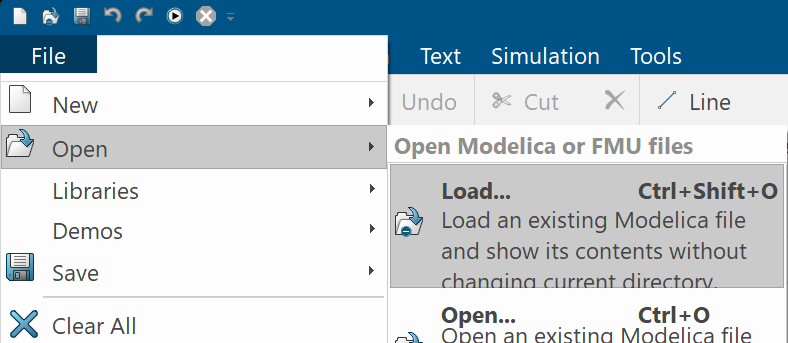 File
Text Simulation Tools
Undo Cut Line
New
Open
Libraries
Demos
Save
Clear All
Open Modelica or FMU files
Load... Ctrl+Shift+O
Load an existing Modelica file
and show its contents without
changing current directory.
Open... Ctrl+O
Open an existing Modelica file